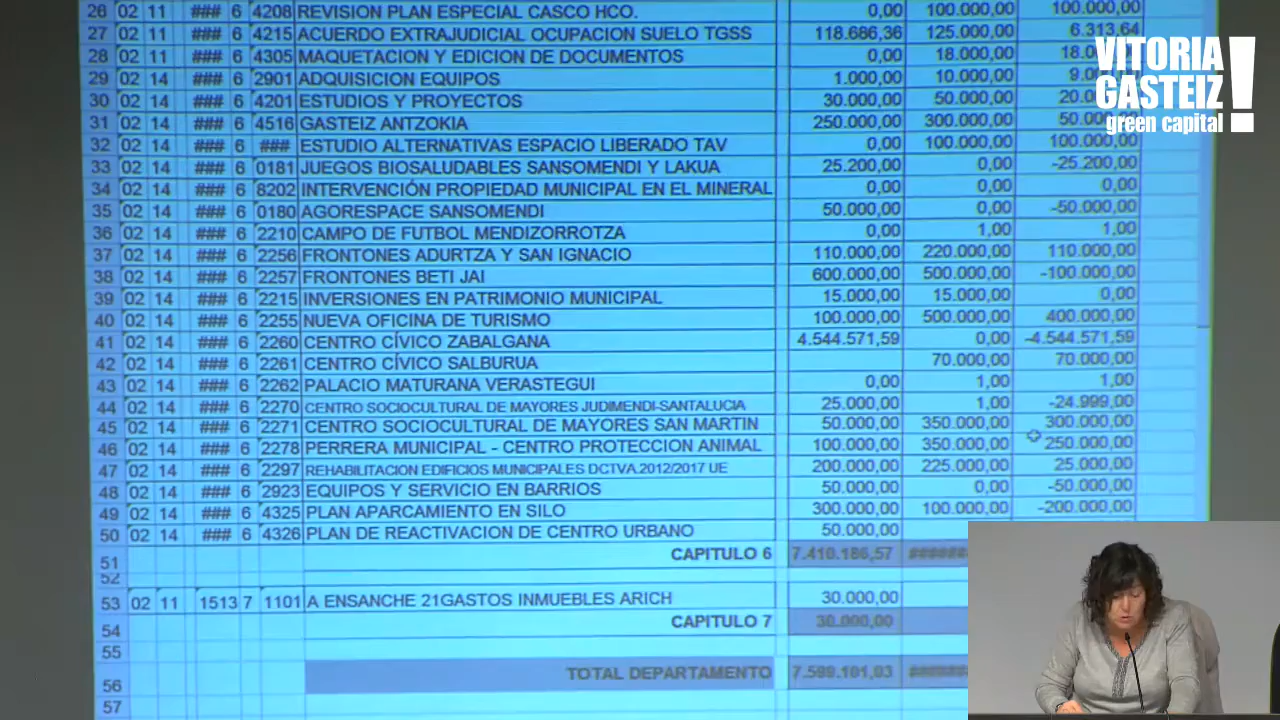 26 02 11 ### 6 4208 REVISION PLAN ESPECIAL CASCO HCO. 0,00 100.000,00 100.000,00
27 02 11 ### 6 4215 ACUERDO EXTRAJUDICIAL OCUPACION SUELO TGSS 118.686,36 125.000,00 6.313,64
28 02 11 ### 6 4305 MAQUETACION Y EDICION DE DOCUMENTOS 0,00 18.000,00 18.0
29 02 14 ### 6 2901 ADQUISICION EQUIPOS 1.000,00 10.000,00 9.0
30 02 14 ### 6 4201 ESTUDIOS Y PROYECTOS 30.000,00 50.000,00 20.0
31 02 14 ### 6 4516 GASTEIZ ANTZOKIA 250.000,00 300.000,00 50.00
32 02 14 ### 6 ### ESTUDIO ALTERNATIVAS ESPACIO LIBERADO TAV 0,00 100.000,00 100.000,00
33 02 14 ### 6 0181 JUEGOS BIOSALUDABLES SANSOMENDI Y LAKUA 25.200,00 0,00 -25.200,00
34 02 14 ### 6 8202 INTERVENCIÓN PROPIEDAD MUNICIPAL EN EL MINERAL 0,00 0,00 0,00
35 02 14 ### 6 0180 AGORESPACE SANSOMENDI 50.000,00 0,00 -50.000,00
36 02 14 ### 6 2210 CAMPO DE FUTBOL MENDIZORROTZA 0,00 1,00 1,00
37 02 14 ### 6 2256 FRONTONES ADURTZA Y SAN IGNACIO 110.000,00 220.000,00 110.000,00
38 02 14 ### 6 2257 FRONTONES BETI JAI 600.000,00 500.000,00 -100.000,00
39 02 14 ### 6 2215 INVERSIONES EN PATRIMONIO MUNICIPAL 15.000,00 15.000,00 0,00
40 02 14 ### 6 2255 NUEVA OFICINA DE TURISMO 100.000,00 500.000,00 400.000,00
41 02 14 ### 6 2260 CENTRO CÍVICO ZABALGANA 4.544.571,59 0,00 -4.544.571,59
42 02 14 ### 6 2261 CENTRO CÍVICO SALBURUA 70.000,00 70.000,00
43 02 14 ### 6 2262 PALACIO MATURANA VERASTEGUI 0,00 1,00 1,00
44 02 14 ### 6 2270 CENTRO SOCIOCULTURAL DE MAYORES JUDIMENDI-SANTALUCIA 25.000,00 1,00 -24.999,00
45 02 14 ### 6 2271 CENTRO SOCIOCULTURAL DE MAYORES SAN MARTIN 50.000,00 350.000,00 300.000,00
46 02 14 ### 6 2278 PERRERA MUNICIPAL - CENTRO PROTECCION ANIMAL 100.000,00 350.000,00 250.000,00
47 02 14 ### 6 2297 REHABILITACION EDIFICIOS MUNICIPALES DCTVA.2012/2017 UE 200.000,00 225.000,00 25.000,00
48 02 14 ### 6 2923 EQUIPOS Y SERVICIO EN BARRIOS 50.000,00 0,00 -50.000,00
49 02 14 ### 6 4325 PLAN APARCAMIENTO EN SILO 300.000,00 100.000,00 -200.000,00
50 02 14 ### 6 4326 PLAN DE REACTIVACION DE CENTRO URBANO 50.000,00
51 CAPITULO 6 7.410.186,57 #######
52
53 02 11 1513 7 1101 A ENSANCHE 21GASTOS INMUEBLES ARICH 30.000,00
54 CAPITULO 7 30.000,00
55
56 TOTAL DEPARTAMENTO #######
57
VITORIA
GASTEIZ!
green capital